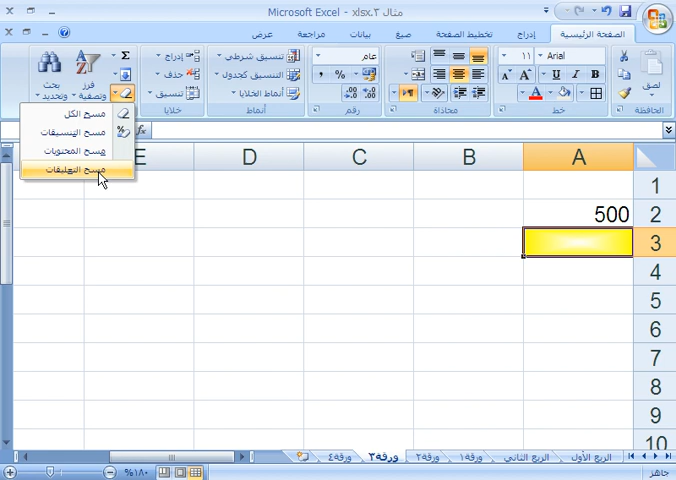 مثال ٣.xlsx - Microsoft Excel
الصفحة الرئيسية إدراج تخطيط الصفحة صيغ بيانات مراجعة عرض
Arial ١١ عام تنسيق شرطي إدراج Σ
التنسيق كجدول حذف
لصق أنماط الخلايا تنسيق فرز وتصفية بحث وتحديد
الحافظة خط محاذاة رقم أنماط خلايا
مسح الكل
مسح التنسيقات
مسح المحتويات
مسح التعليقات
fx
A B C D E
1
2 500
3
4
5
6
7
8
9
10
الربع الأول الربع الثاني ورقة١ ورقة٢ ورقة٣ ورقة٤
جاهز ١٨٠%